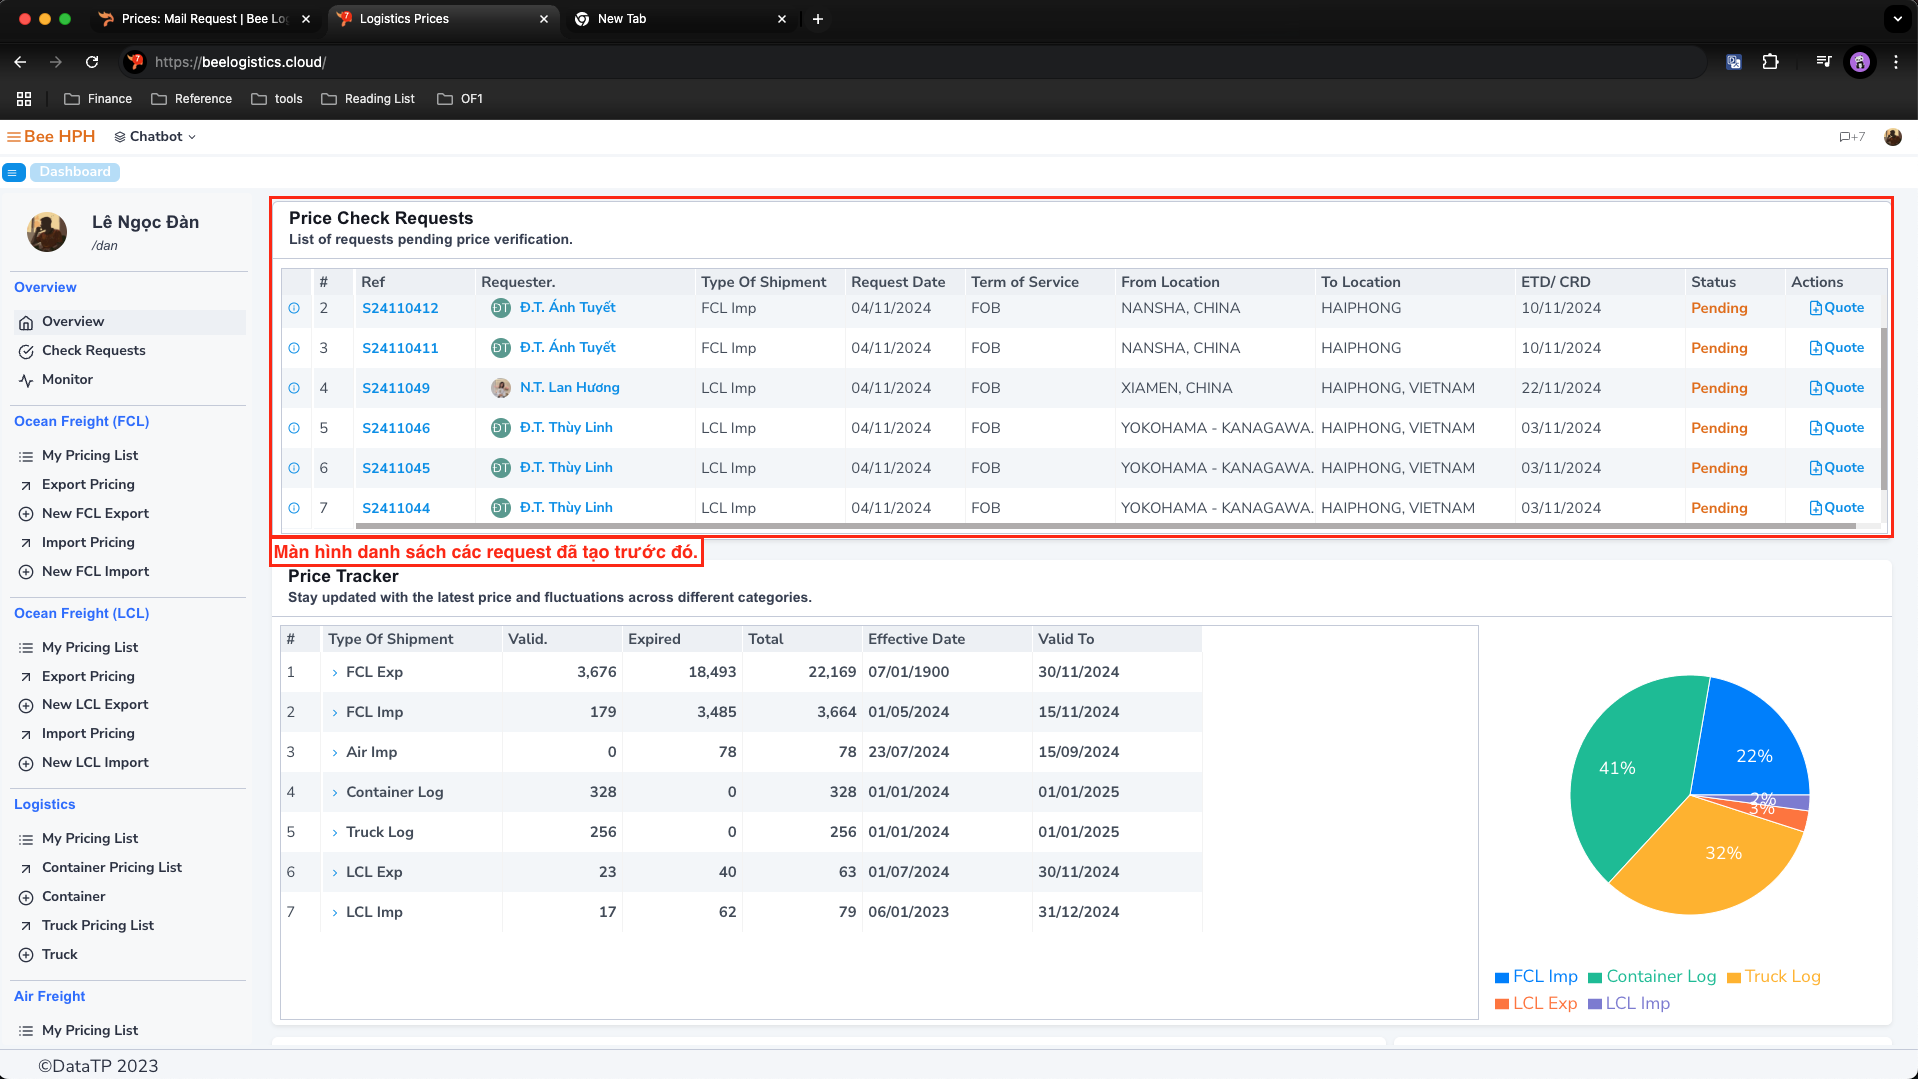 Prices: Mail Request | Bee Lo
Logistics Prices
New Tab
https://beelogistics.cloud/
Finance
Reference
tools
Reading List
OF1
Bee HPH
Chatbot
+7
Dashboard
Lê Ngọc Đàn
/dan
Overview
Overview
Check Requests
Monitor
Ocean Freight (FCL)
My Pricing List
Export Pricing
New FCL Export
Import Pricing
New FCL Import
Ocean Freight (LCL)
My Pricing List
Export Pricing
New LCL Export
Import Pricing
New LCL Import
Logistics
My Pricing List
Container Pricing List
Container
Truck Pricing List
Truck
Air Freight
My Pricing List
Price Check Requests
List of requests pending price verification.
# Ref Requester. Type Of Shipment Request Date Term of Service From Location To Location ETD/ CRD Status Actions
2 S24110412 ĐT Đ.T. Ánh Tuyết FCL Imp 04/11/2024 FOB NANSHA, CHINA HAIPHONG 10/11/2024 Pending Quote
3 S24110411 ĐT Đ.T. Ánh Tuyết FCL Imp 04/11/2024 FOB NANSHA, CHINA HAIPHONG 10/11/2024 Pending Quote
4 S2411049 N.T. Lan Hương LCL Imp 04/11/2024 FOB XIAMEN, CHINA HAIPHONG, VIETNAM 22/11/2024 Pending Quote
5 S2411046 ĐT Đ.T. Thùy Linh LCL Imp 04/11/2024 FOB YOKOHAMA - KANAGAWA. HAIPHONG, VIETNAM 03/11/2024 Pending Quote
6 S2411045 ĐT Đ.T. Thùy Linh LCL Imp 04/11/2024 FOB YOKOHAMA - KANAGAWA. HAIPHONG, VIETNAM 03/11/2024 Pending Quote
7 S2411044 ĐT Đ.T. Thùy Linh LCL Imp 04/11/2024 FOB YOKOHAMA - KANAGAWA. HAIPHONG, VIETNAM 03/11/2024 Pending Quote
Màn hình danh sách các request đã tạo trước đó.
Price Tracker
Stay updated with the latest price and fluctuations across different categories.
# Type Of Shipment Valid. Expired Total Effective Date Valid To
1 FCL Exp 3,676 18,493 22,169 07/01/1900 30/11/2024
2 FCL Imp 179 3,485 3,664 01/05/2024 15/11/2024
3 Air Imp 0 78 78 23/07/2024 15/09/2024
4 Container Log 328 0 328 01/01/2024 01/01/2025
5 Truck Log 256 0 256 01/01/2024 01/01/2025
6 LCL Exp 23 40 63 01/07/2024 30/11/2024
7 LCL Imp 17 62 79 06/01/2023 31/12/2024
41%
22%
2%
3%
32%
FCL Imp Container Log Truck Log
LCL Exp LCL Imp
©DataTP 2023